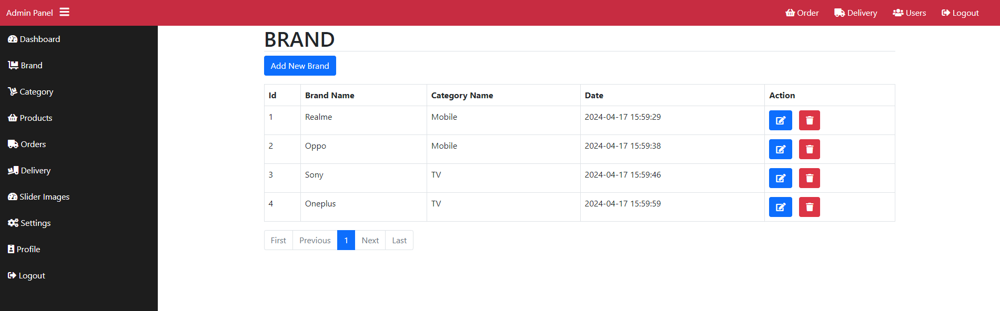 Admin Panel
Order Delivery Users Logout
Dashboard
Brand
Category
Products
Orders
Delivery
Slider Images
Settings
Profile
Logout
BRAND
Add New Brand
Id Brand Name Category Name Date Action
1 Realme Mobile 2024-04-17 15:59:29
2 Oppo Mobile 2024-04-17 15:59:38
3 Sony TV 2024-04-17 15:59:46
4 Oneplus TV 2024-04-17 15:59:59
First Previous 1 Next Last